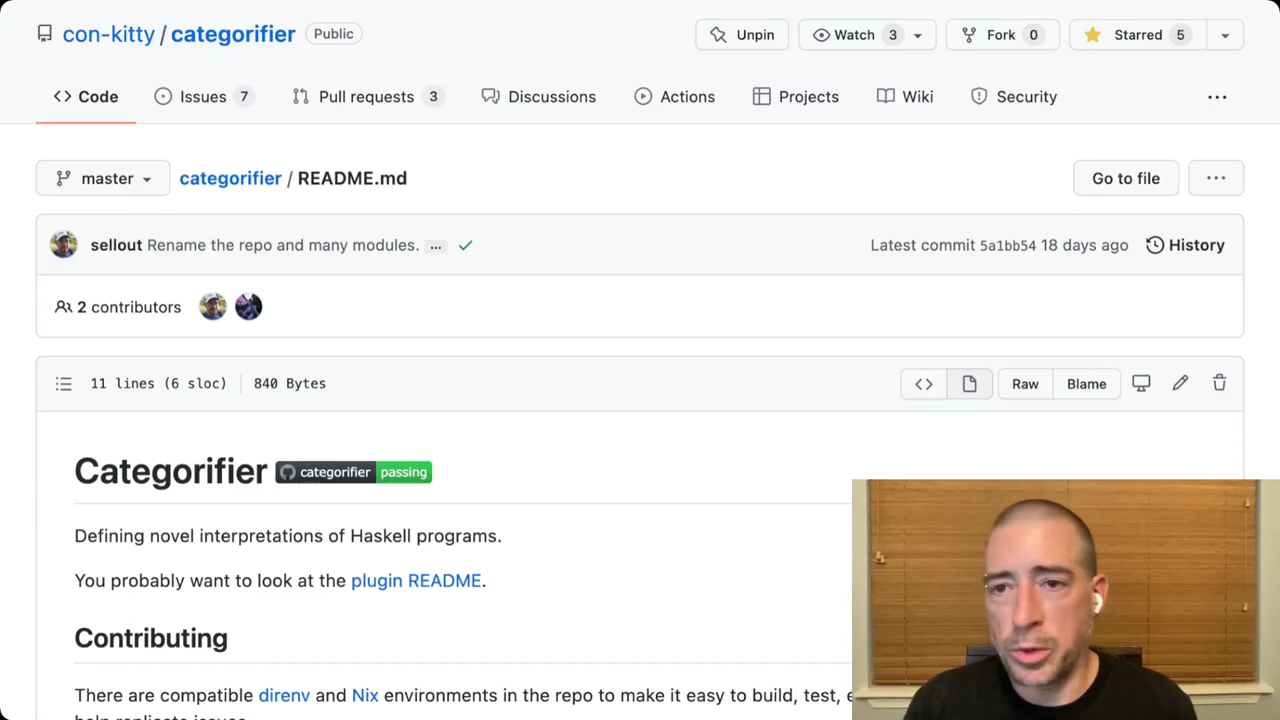 con-kitty / categorifier Public
Unpin Watch 3 Fork 0 Starred 5
Code Issues 7 Pull requests 3 Discussions Actions Projects Wiki Security ...
master categorifier / README.md Go to file ...
sellout Rename the repo and many modules. ... Latest commit 5a1bb54 18 days ago History
2 contributors
11 lines (6 sloc) 840 Bytes Raw Blame
Categorifier categorifier passing
Defining novel interpretations of Haskell programs.
You probably want to look at the plugin README.
Contributing
There are compatible direnv and Nix environments in the repo to make it easy to build, test,
help replicate issues